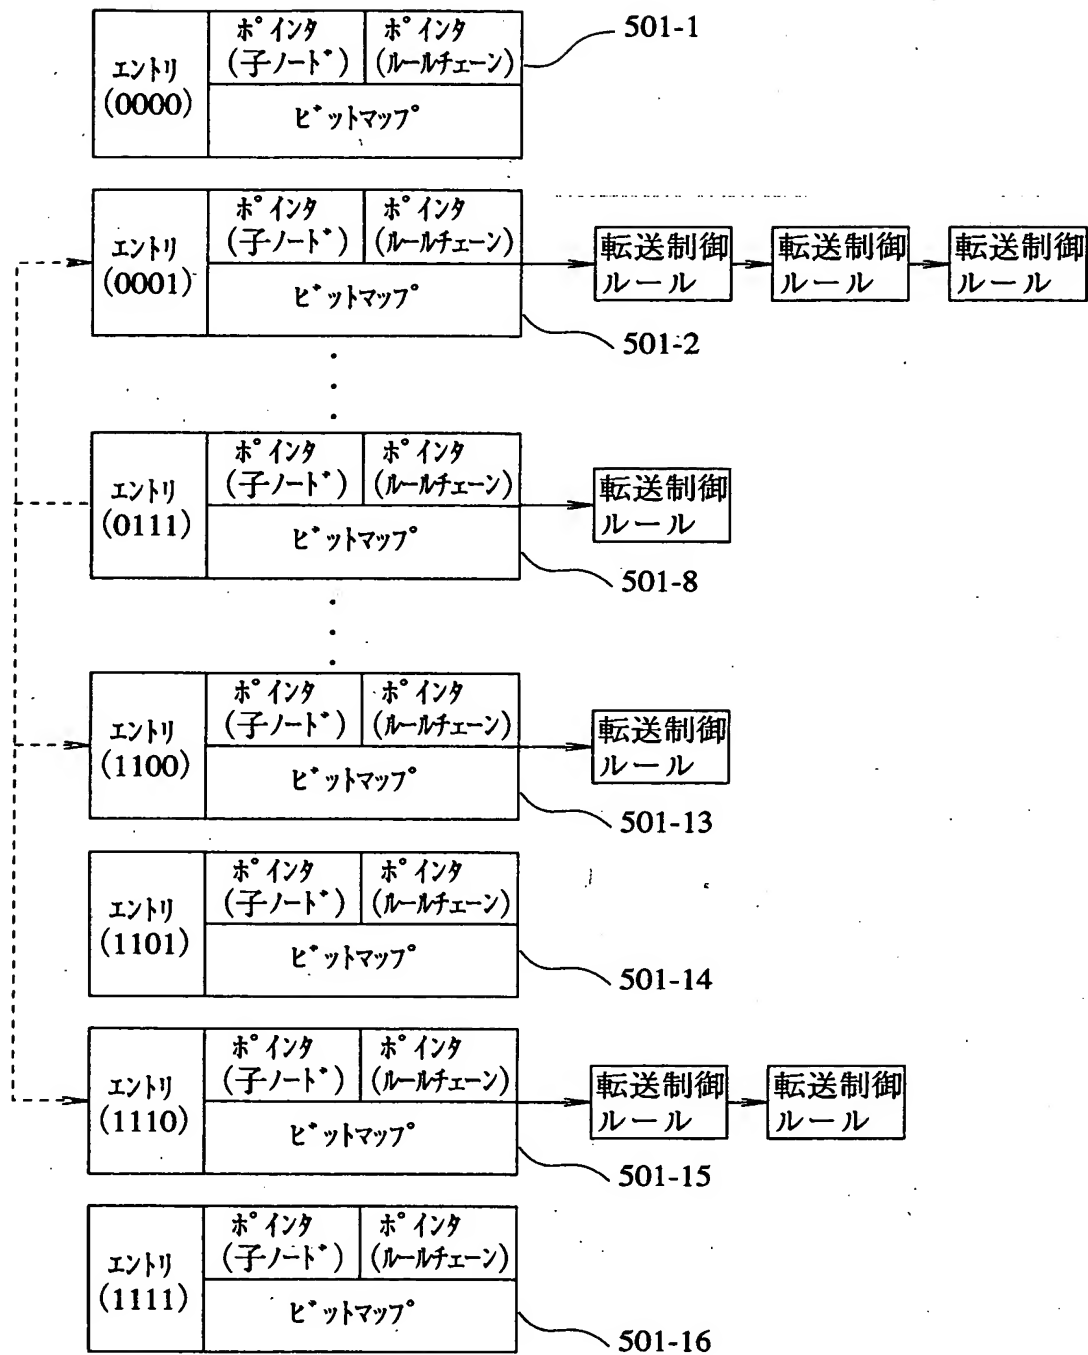 ポインタ
(子ノード)
ポインタ
(ルールチェーン)
501-1
エントリ
(0000)
ビットマップ
ポインタ
(子ノード)
ポインタ
(ルールチェーン)
エントリ
(0001)
ビットマップ
転送制御
ルール
転送制御
ルール
転送制御
ルール
501-2
ポインタ
(子ノード)
ポインタ
(ルールチェーン)
エントリ
(0111)
ビットマップ
転送制御
ルール
501-8
ポインタ
(子ノード)
ポインタ
(ルールチェーン)
エントリ
(1100)
ビットマップ
転送制御
ルール
501-13
ポインタ
(子ノード)
ポインタ
(ルールチェーン)
エントリ
(1101)
ビットマップ
501-14
ポインタ
(子ノード)
ポインタ
(ルールチェーン)
エントリ
(1110)
ビットマップ
転送制御
ルール
転送制御
ルール
501-15
ポインタ
(子ノード)
ポインタ
(ルールチェーン)
エントリ
(1111)
ビットマップ
501-16